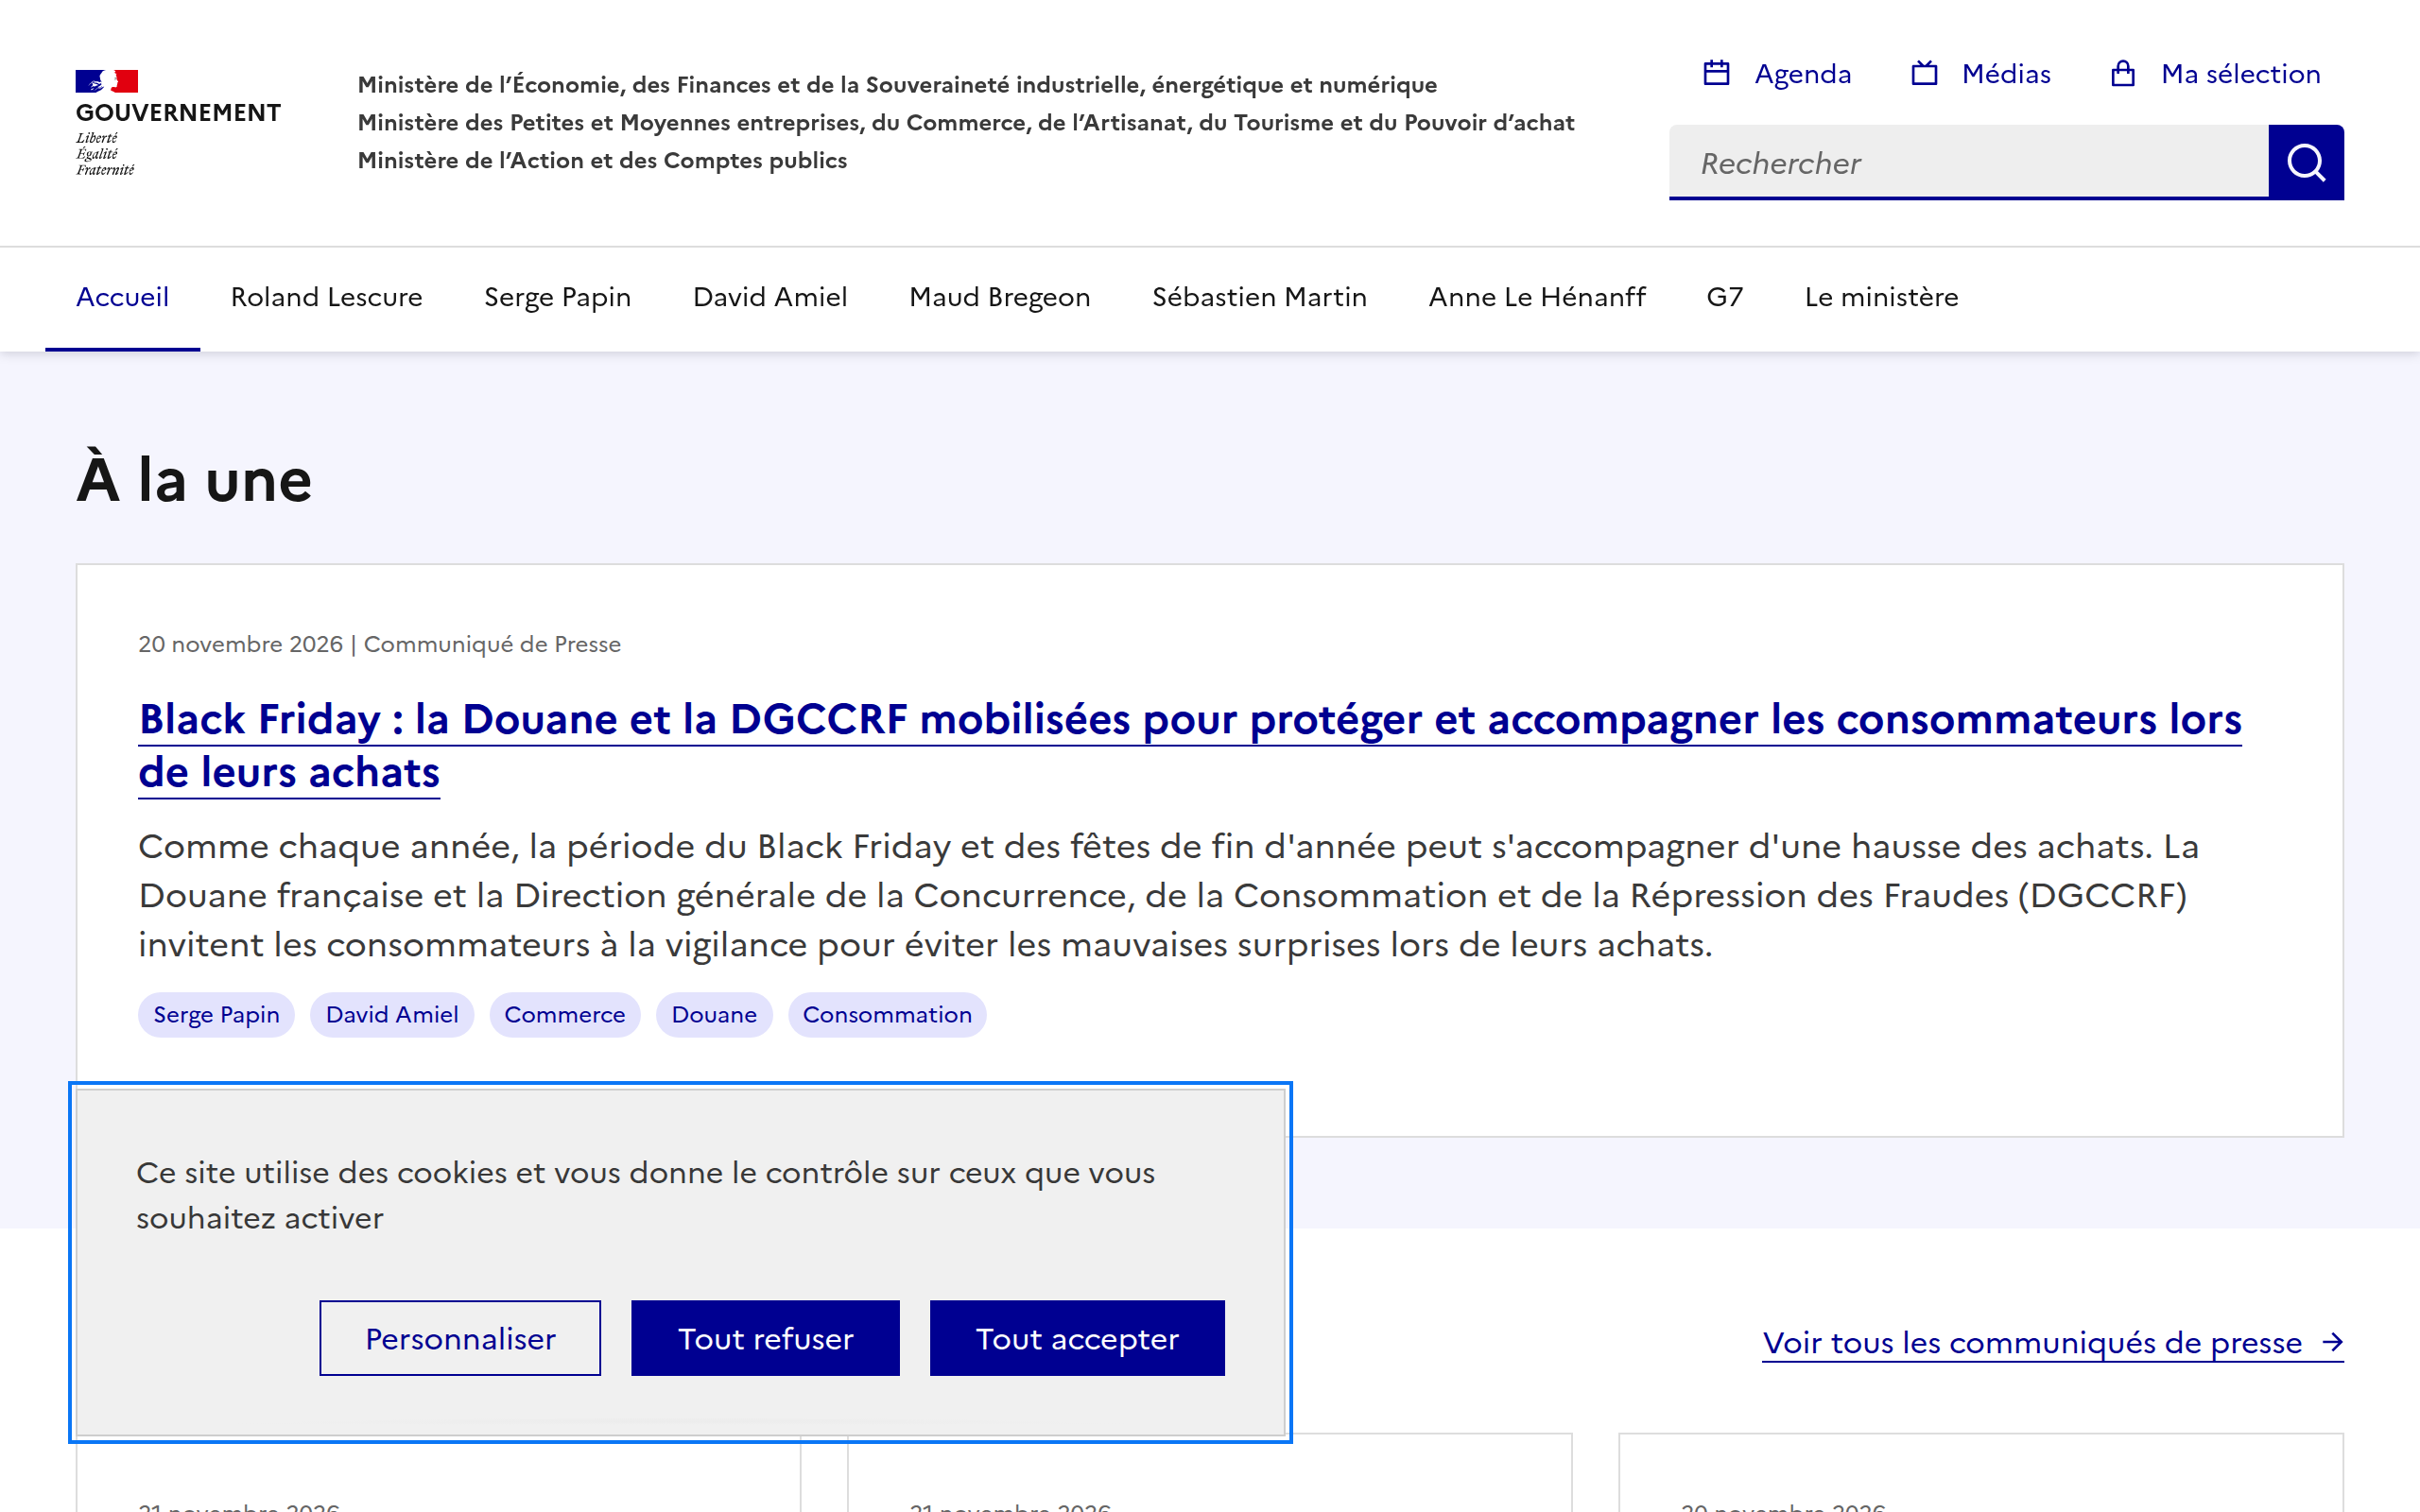 GOUVERNEMENT
Liberté
Égalité
Fraternité
Ministère de l’Économie, des Finances et de la Souveraineté industrielle, énergétique et numérique
Ministère des Petites et Moyennes entreprises, du Commerce, de l’Artisanat, du Tourisme et du Pouvoir d’achat
Ministère de l’Action et des Comptes publics
Agenda Médias Ma sélection
Rechercher
Accueil Roland Lescure Serge Papin David Amiel Maud Bregeon Sébastien Martin Anne Le Hénanff G7 Le ministère
À la une
20 novembre 2026 | Communiqué de Presse
Black Friday : la Douane et la DGCCRF mobilisées pour protéger et accompagner les consommateurs lors
de leurs achats
Comme chaque année, la période du Black Friday et des fêtes de fin d'année peut s'accompagner d'une hausse des achats. La
Douane française et la Direction générale de la Concurrence, de la Consommation et de la Répression des Fraudes (DGCCRF)
invitent les consommateurs à la vigilance pour éviter les mauvaises surprises lors de leurs achats.
Serge Papin David Amiel Commerce Douane Consommation
Ce site utilise des cookies et vous donne le contrôle sur ceux que vous
souhaitez activer
Personnaliser Tout refuser Tout accepter
Voir tous les communiqués de presse
21 novembre 2026 21 novembre 2026 20 novembre 2026